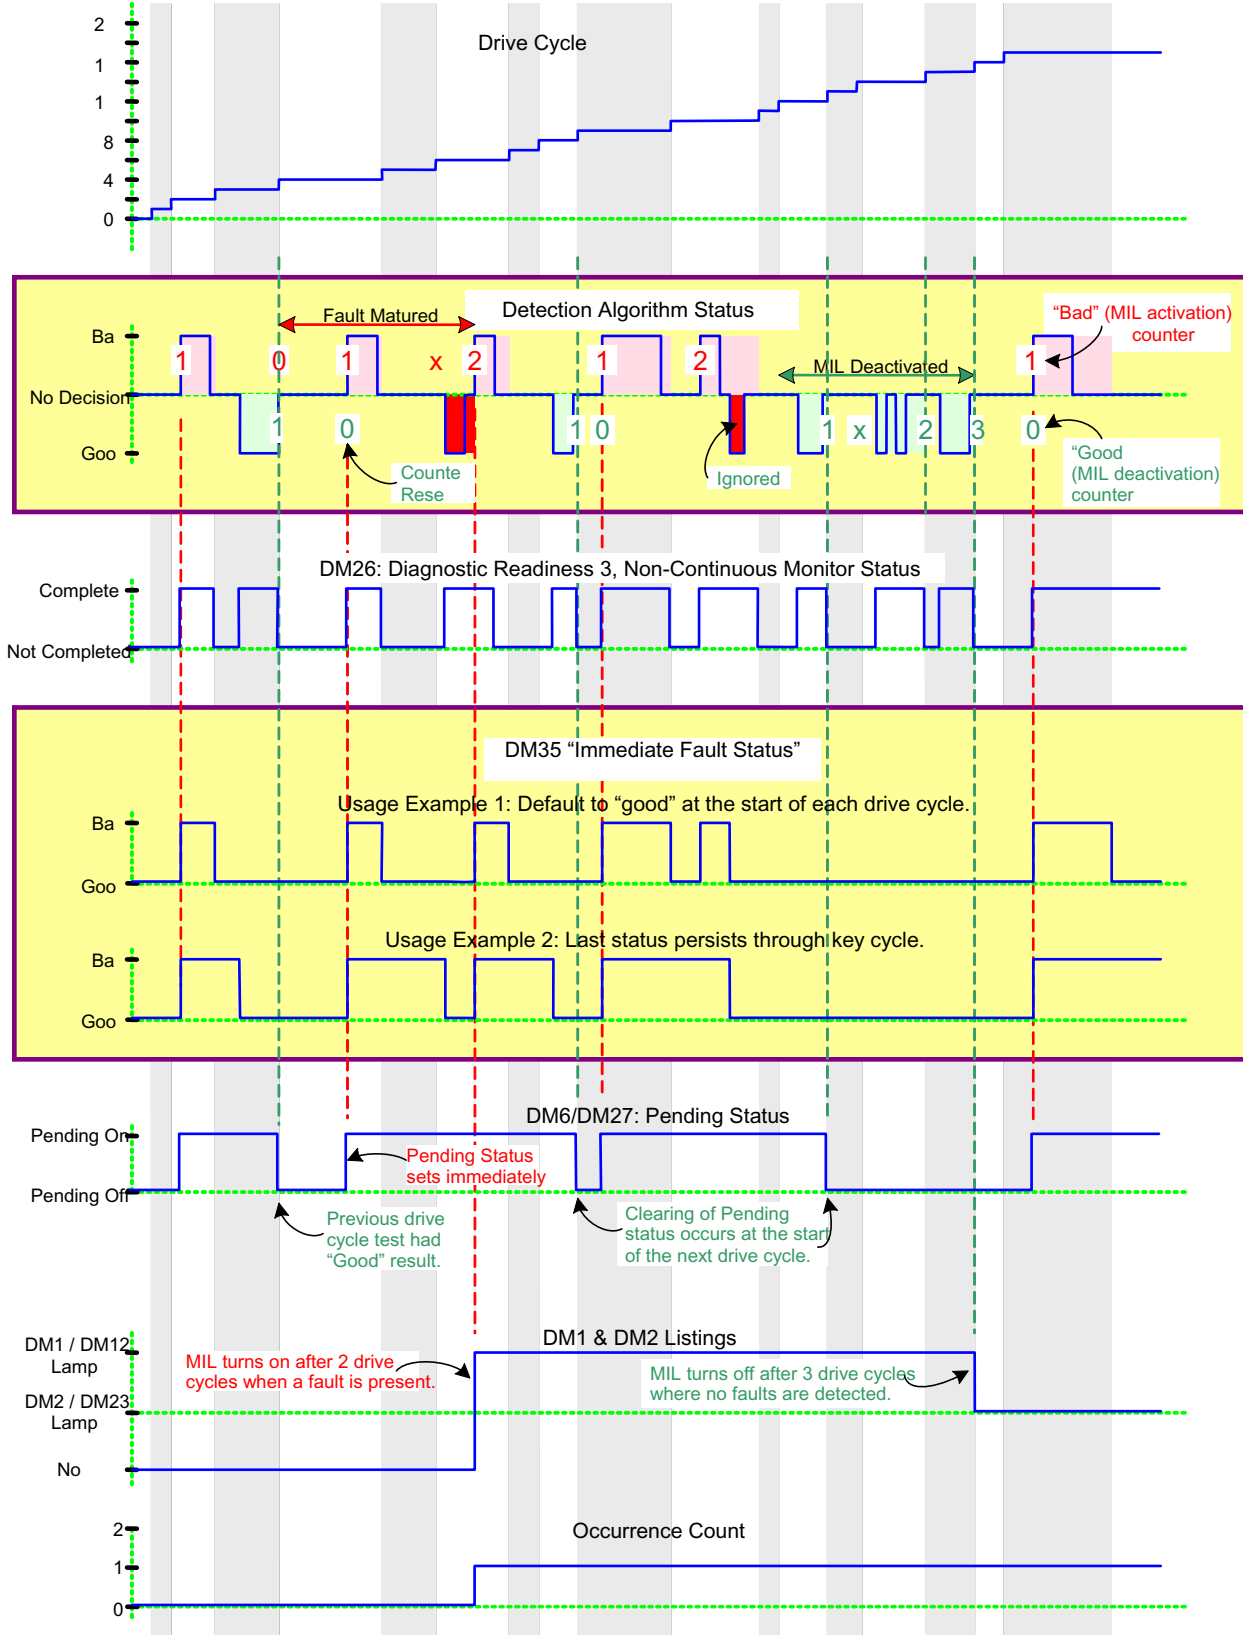 2
Drive Cycle
1
1
8
4
0
Fault Matured
Detection Algorithm Status
"Bad" (MIL activation)
counter
Ba
1 0 1 x 2 1 2 1
MIL Deactivated
No Decision
1 0 1 0 1 x 2 3 0
Goo
Counte
Rese
Ignored
"Good
(MIL deactivation)
counter
DM26: Diagnostic Readiness 3, Non-Continuous Monitor Status
Complete
Not Completed
DM35 "Immediate Fault Status"
Usage Example 1: Default to "good" at the start of each drive cycle.
Ba
Goo
Usage Example 2: Last status persists through key cycle.
Ba
Goo
DM6/DM27: Pending Status
Pending On
Pending Status
sets immediately
Pending Off
Previous drive
cycle test had
"Good" result.
Clearing of Pending
status occurs at the start
of the next drive cycle.
DM1 & DM2 Listings
DM1 / DM12
Lamp
MIL turns on after 2 drive
cycles when a fault is present.
MIL turns off after 3 drive cycles
where no faults are detected.
DM2 / DM23
Lamp
No
Occurrence Count
2
1
0